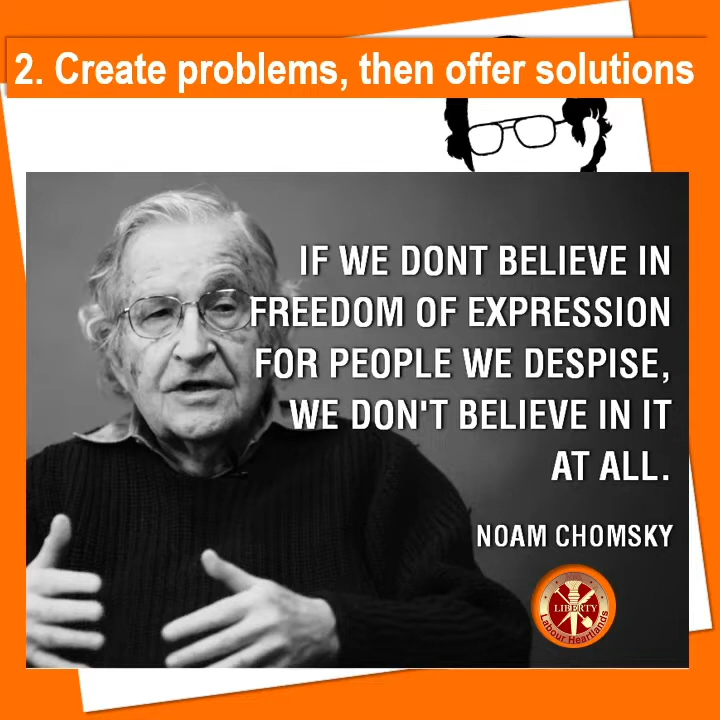 2. Create problems, then offer solutions
IF WE DONT BELIEVE IN
FREEDOM OF EXPRESSION
FOR PEOPLE WE DESPISE,
WE DON'T BELIEVE IN IT
AT ALL.
NOAM CHOMSKY
LIBERTY
Labour Heartlands